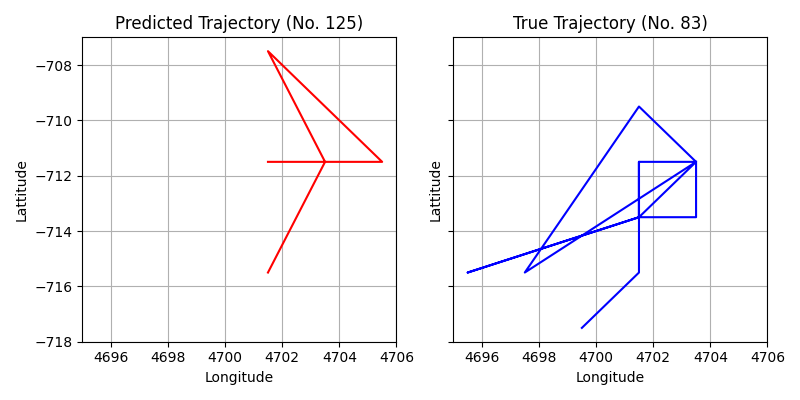 Predicted Trajectory (No. 125)
True Trajectory (No. 83)
−708
−710
−712
−714
−716
−718
Lattitude
Lattitude
4696 4698 4700 4702 4704 4706
4696 4698 4700 4702 4704 4706
Longitude
Longitude